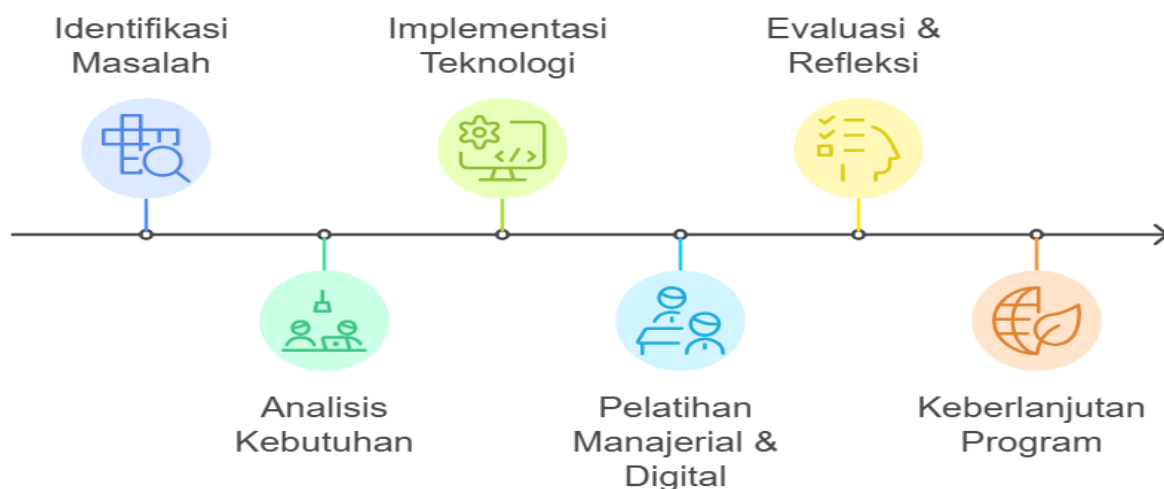 Identifikasi
Masalah
Implementasi
Teknologi
Evaluasi &
Refleksi
</>
Analisis
Kebutuhan
Pelatihan
Manajerial &
Digital
Keberlanjutan
Program